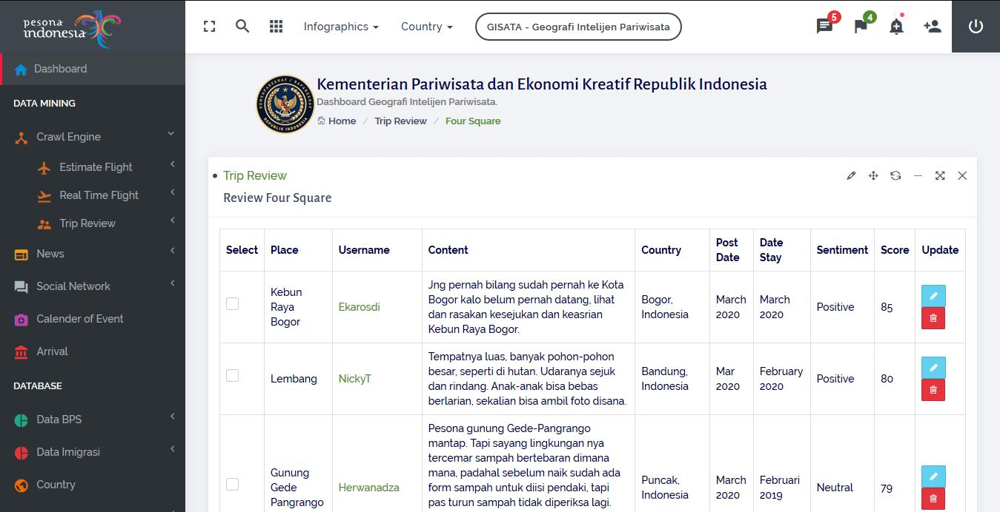 pesona
indonesia
Infographics
Country
GISATA - Geografi Intelijen Pariwisata
5
4
Dashboard
DATA MINING
Crawl Engine
Estimate Flight
Real Time Flight
Trip Review
News
Social Network
Calender of Event
Arrival
DATABASE
Data BPS
Data Imigrasi
Country
KEMENPAREKRAF / BAPAREKRAF
REPUBLIK INDONESIA
Kementerian Pariwisata dan Ekonomi Kreatif Republik Indonesia
Dashboard Geografi Intelijen Pariwisata.
Home / Trip Review / Four Square
Trip Review
Review Four Square
Select Place Username Content Country Post Date Date Stay Sentiment Score Update
Kebun
Raya
Bogor
Ekarosdi
Jng pernah bilang sudah pernah ke Kota
Bogor kalo belum pernah datang, lihat
dan rasakan kesejukan dan keasrian
Kebun Raya Bogor.
Bogor,
Indonesia
March
2020
March
2020
Positive
85
Lembang
NickyT
Tempatnya luas, banyak pohon-pohon
besar, seperti di hutan. Udaranya sejuk
dan rindang. Anak-anak bisa bebas
berlarian, sekalian bisa ambil foto disana.
Bandung,
Indonesia
Mar
2020
February
2020
Positive
80
Gunung
Gede
Pangrango
Herwanadza
Pesona gunung Gede-Pangrango
mantap. Tapi sayang lingkungan nya
tercemar sampah bertebaran dimana
mana, padahal sebelum naik sudah ada
form sampah untuk diisi pendaki, tapi
pas turun sampah tidak diperiksa lagi.
Puncak,
Indonesia
March
2020
Februari
2019
Neutral
79